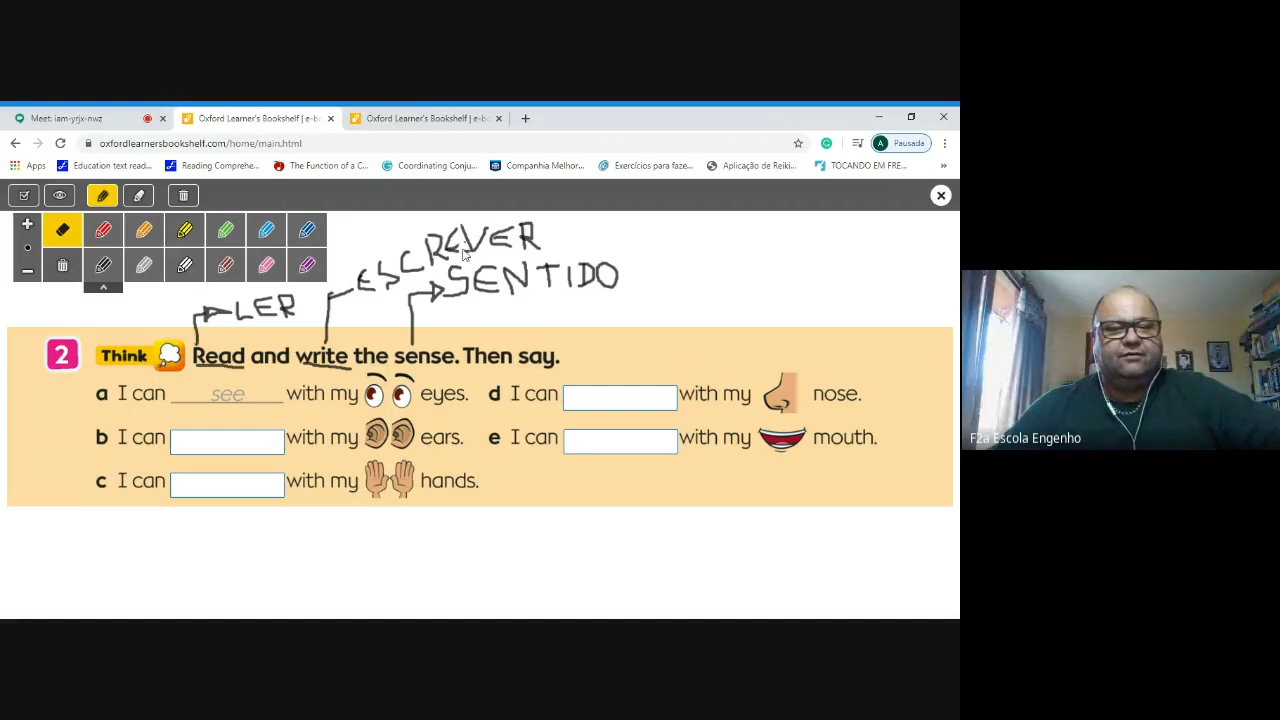 Meet: iam-yrjx-nwz
Oxford Learner's Bookshelf | e-bo
Oxford Learner's Bookshelf | e-bo
oxfordlearnersbookshelf.com/home/main.html
A Pausada
Apps
Education text read...
Reading Comprehe...
The Function of a C...
Coordinating Conju...
Companhia Melhor...
Exercícios para faze...
Aplicação de Reiki...
TOCANDO EM FRE...
ESCREVER
SENTIDO
LER
2 Think Read and write the sense. Then say.
a I can see with my eyes.
b I can with my ears.
c I can with my hands.
d I can with my nose.
e I can with my mouth.
F2a Escola Engenho